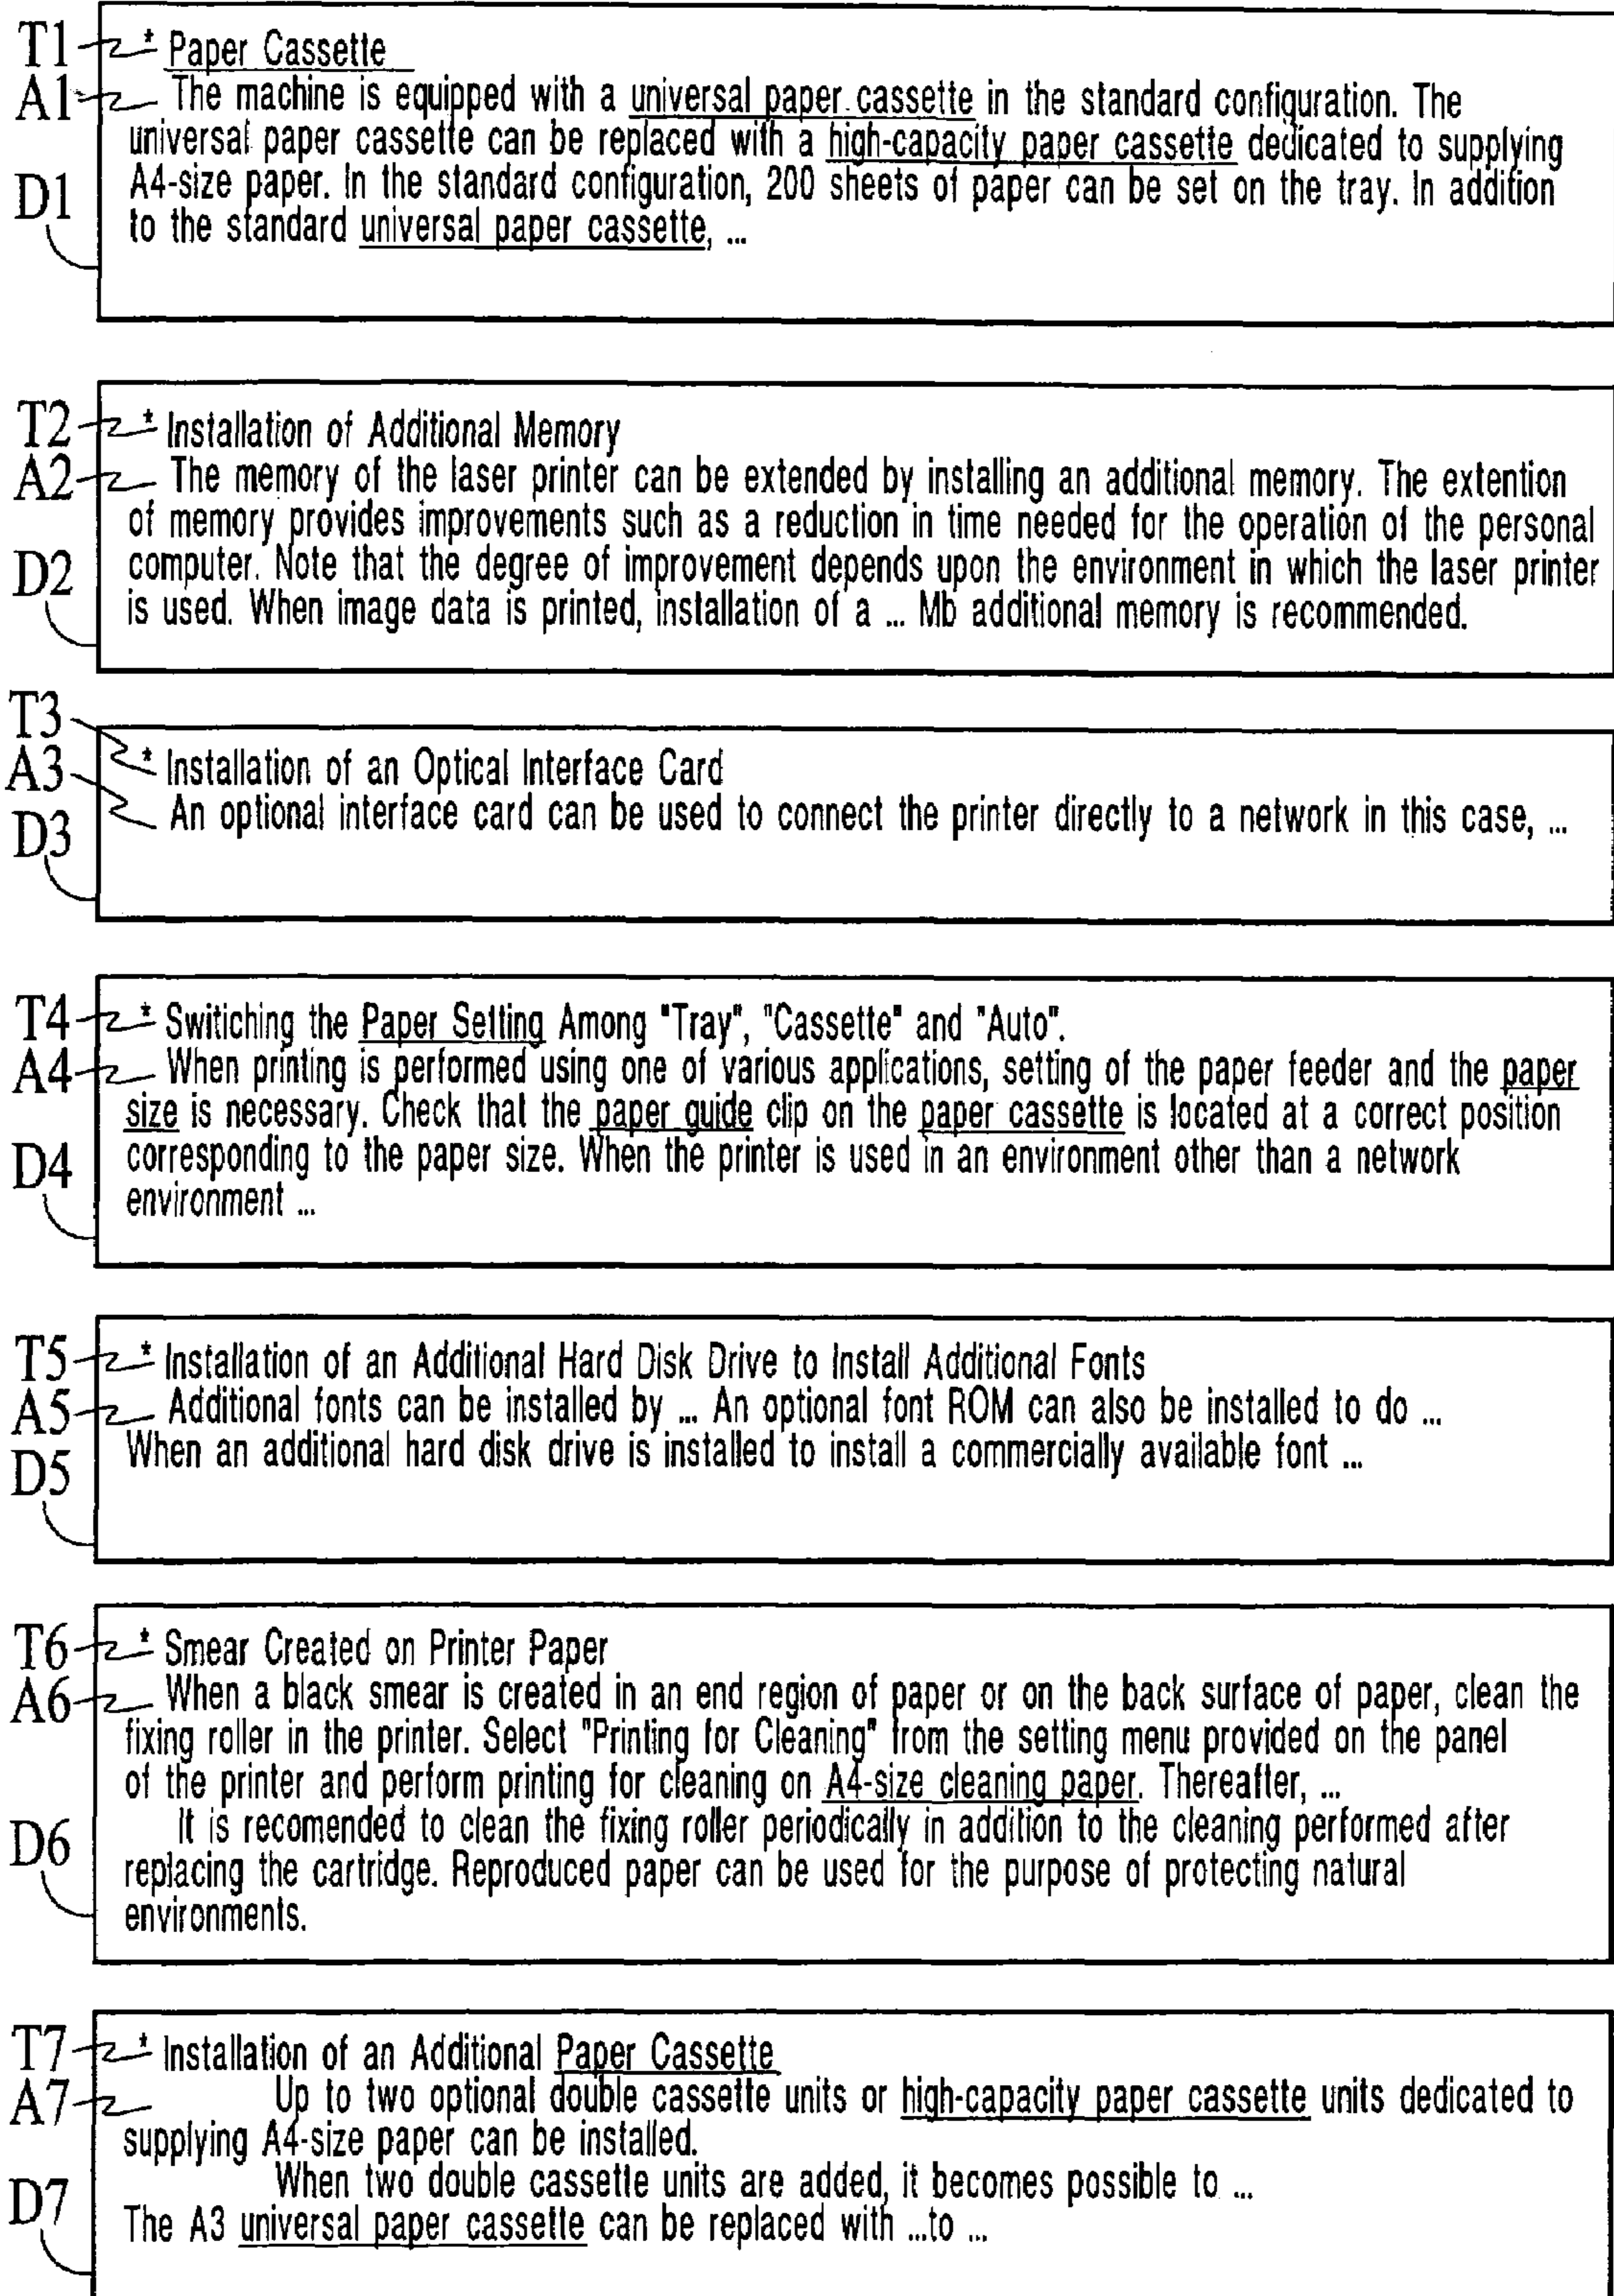 T1 * Paper Cassette
A1 The machine is equipped with a universal paper cassette in the standard configuration. The
universal paper cassette can be replaced with a high-capacity paper cassette dedicated to supplying
D1 A4-size paper. In the standard configuration, 200 sheets of paper can be set on the tray. In addition
to the standard universal paper cassette, ...
T2 * Installation of Additional Memory
A2 The memory of the laser printer can be extended by installing an additional memory. The extention
of memory provides improvements such as a reduction in time needed for the operation of the personal
D2 computer. Note that the degree of improvement depends upon the environment in which the laser printer
is used. When image data is printed, installation of a ... Mb additional memory is recommended.
T3 * Installation of an Optical Interface Card
A3 An optional interface card can be used to connect the printer directly to a network in this case, ...
D3
T4 * Switiching the Paper Setting Among "Tray", "Cassette" and "Auto".
A4 When printing is performed using one of various applications, setting of the paper feeder and the paper
size is necessary. Check that the paper guide clip on the paper cassette is located at a correct position
D4 corresponding to the paper size. When the printer is used in an environment other than a network
environment ...
T5 * Installation of an Additional Hard Disk Drive to Install Additional Fonts
A5 Additional fonts can be installed by ... An optional font ROM can also be installed to do ...
D5 When an additional hard disk drive is installed to install a commercially available font ...
T6 * Smear Created on Printer Paper
A6 When a black smear is created in an end region of paper or on the back surface of paper, clean the
fixing roller in the printer. Select "Printing for Cleaning" from the setting menu provided on the panel
of the printer and perform printing for cleaning on A4-size cleaning paper. Thereafter, ...
D6 It is recomended to clean the fixing roller periodically in addition to the cleaning performed after
replacing the cartridge. Reproduced paper can be used for the purpose of protecting natural
environments.
T7 * Installation of an Additional Paper Cassette
A7 Up to two optional double cassette units or high-capacity paper cassette units dedicated to
supplying A4-size paper can be installed.
D7 When two double cassette units are added, it becomes possible to ...
The A3 universal paper cassette can be replaced with ...to ...